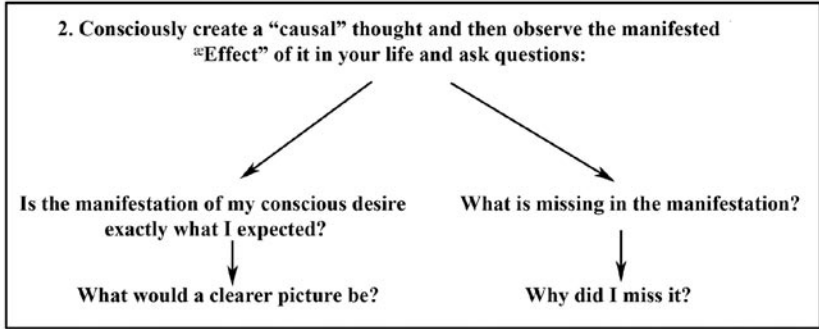 2. Consciously create a “causal” thought and then observe the manifested
“Effect” of it in your life and ask questions:
Is the manifestation of my conscious desire
exactly what I expected?
What is missing in the manifestation?
What would a clearer picture be?
Why did I miss it?